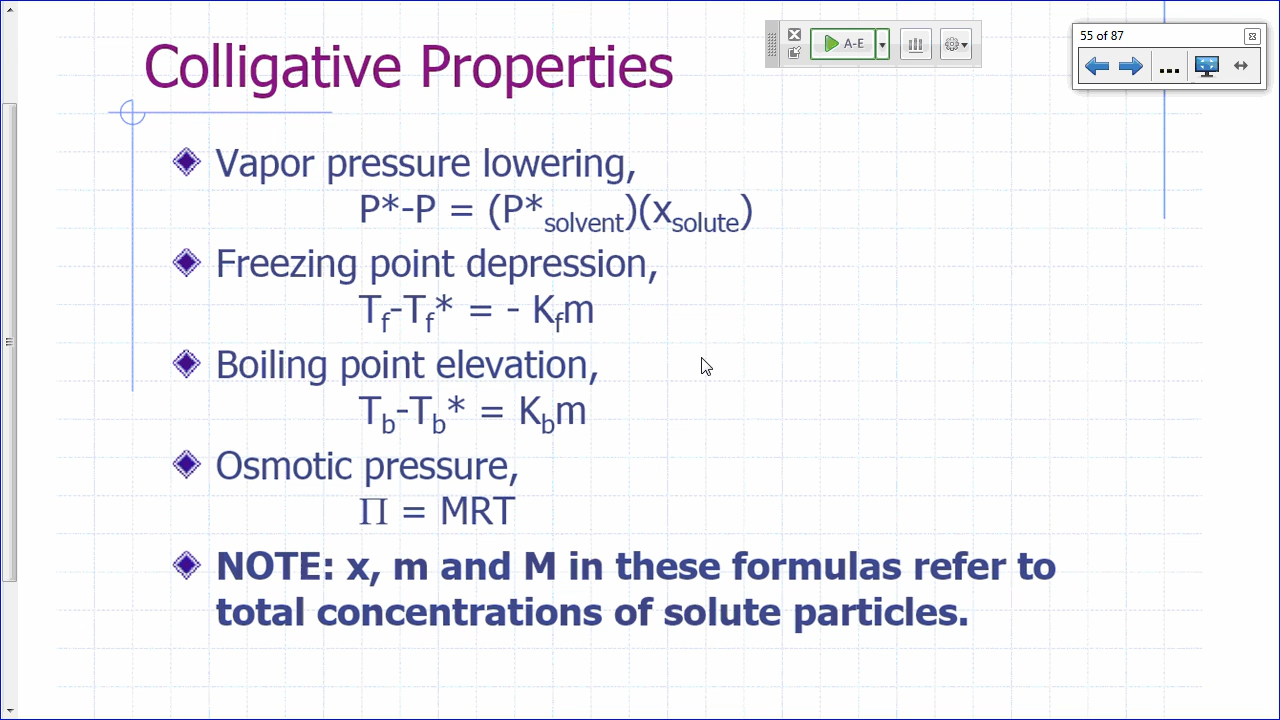 Colligative Properties
A-E
55 of 87
...
Vapor pressure lowering,
P*-P = (P*solvent)(xsolute)
Freezing point depression,
Tf-Tf* = - Kfm
Boiling point elevation,
Tb-Tb* = Kbm
Osmotic pressure,
Π = MRT
NOTE: x, m and M in these formulas refer to
total concentrations of solute particles.